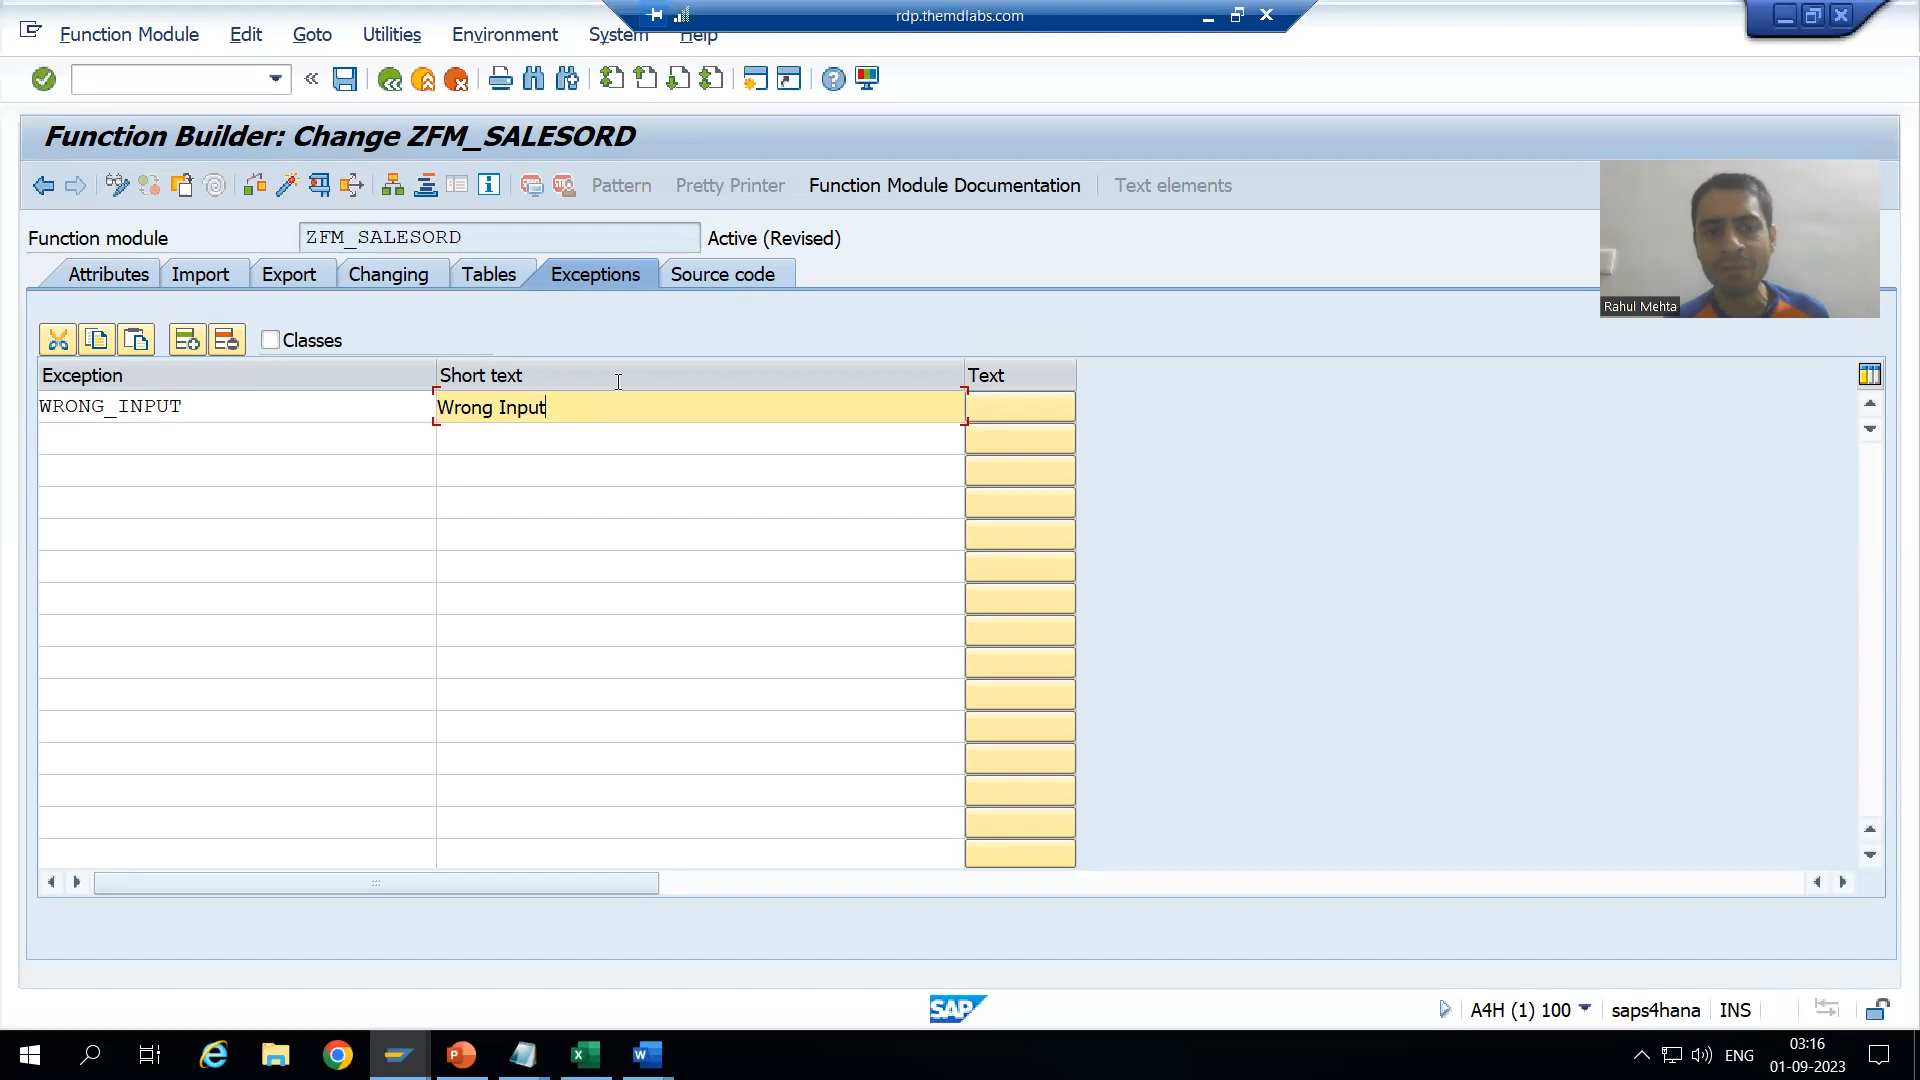 rdp.themdlabs.com
Function Module Edit Goto Utilities Environment System Help
Function Builder: Change ZFM_SALESORD
Pattern Pretty Printer Function Module Documentation Text elements
Function module ZFM_SALESORD Active (Revised)
Attributes Import Export Changing Tables Exceptions Source code
Rahul Mehta
Classes
Exception Short text Text
WRONG_INPUT Wrong Input
SAP
A4H (1) 100 saps4hana INS
ENG
03:16
01-09-2023